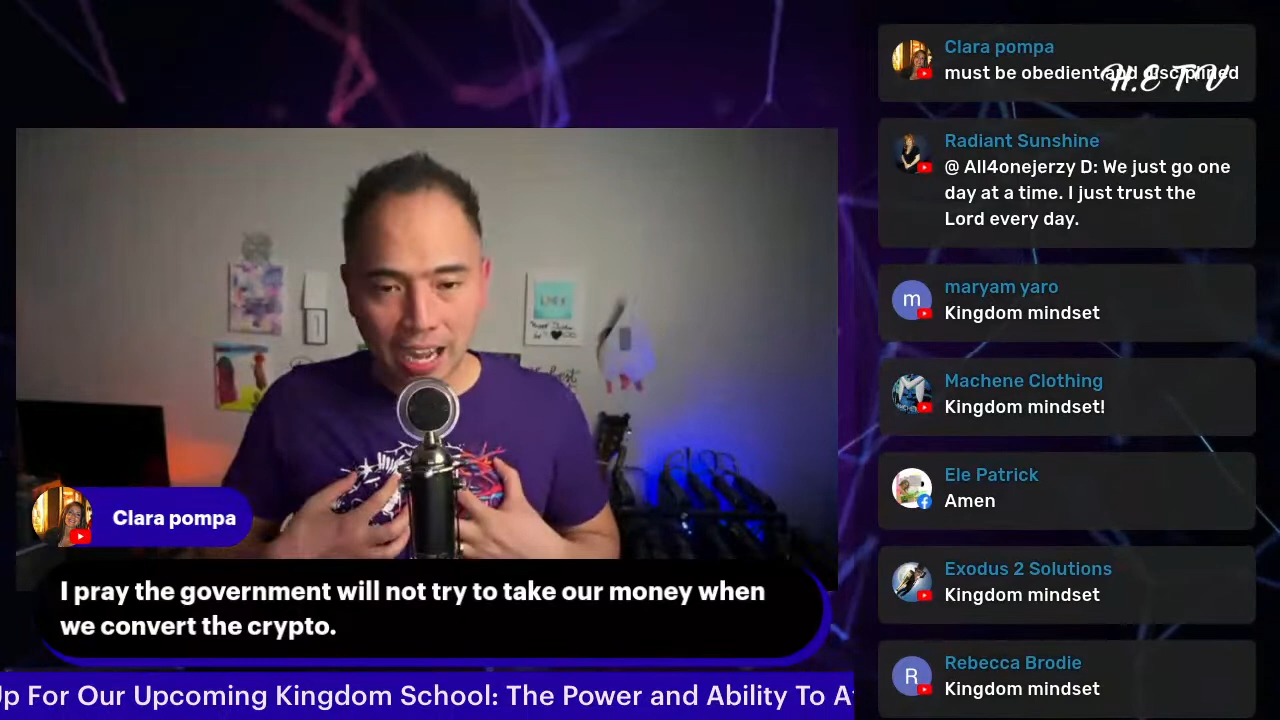 Clara pompa
must be obedient and disciplined
H.E TV
Radiant Sunshine
@ All4onejerzy D: We just go one
day at a time. I just trust the
Lord every day.
maryam yaro
m
Kingdom mindset
Machene Clothing
Kingdom mindset!
Ele Patrick
Amen
Exodus 2 Solutions
Kingdom mindset
Rebecca Brodie
R
Kingdom mindset
Clara pompa
I pray the government will not try to take our money when
we convert the crypto.
Up For Our Upcoming Kingdom School: The Power and Ability To A